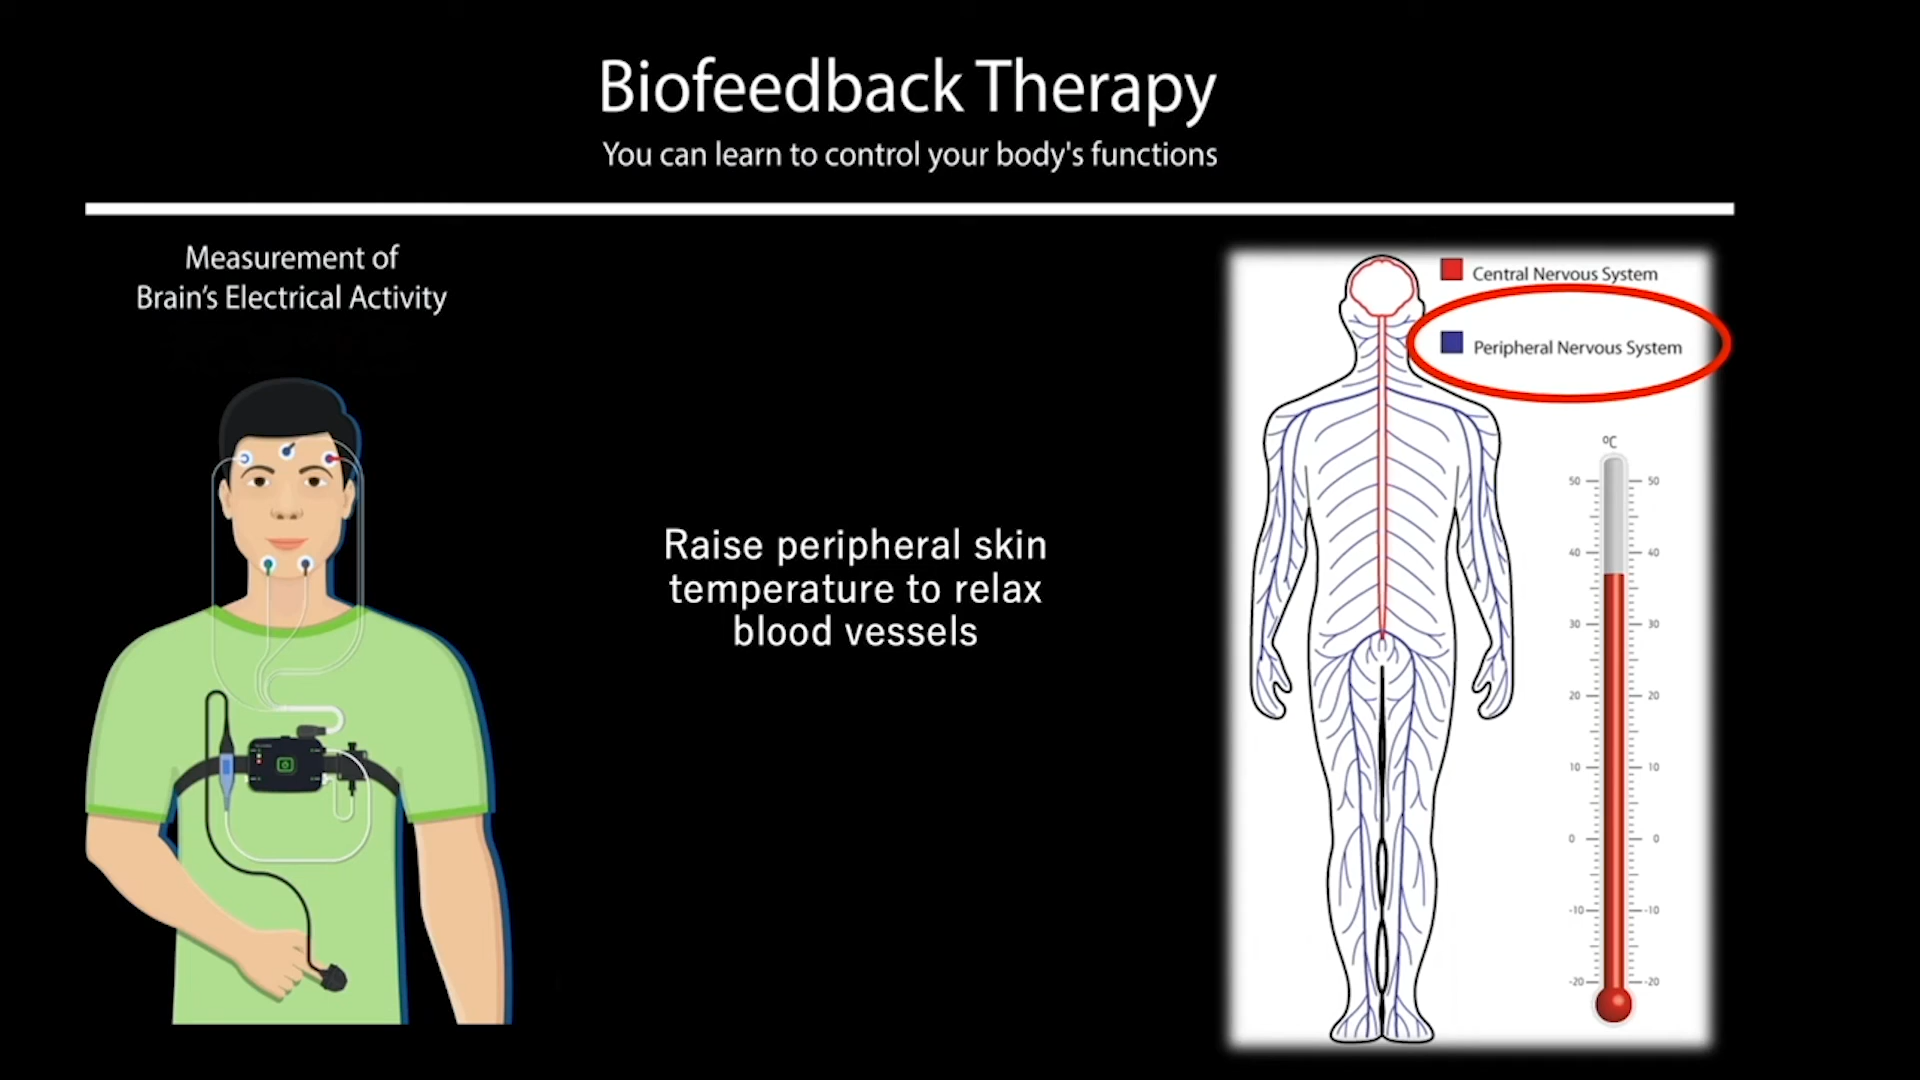 Biofeedback Therapy
You can learn to control your body's functions
Measurement of
Brain's Electrical Activity
Raise peripheral skin
temperature to relax
blood vessels
Central Nervous System
Peripheral Nervous System
ºC
50 50
40 40
30 30
20 20
10 10
0 0
-10 -10
-20 -20